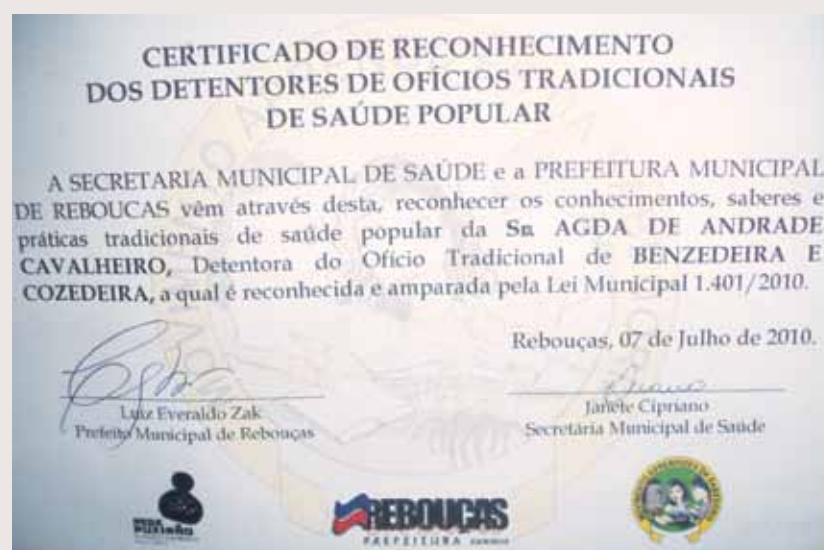 CERTIFICADO DE RECONHECIMENTO
DOS DETENTORES DE OFÍCIOS TRADICIONAIS
DE SAÚDE POPULAR
A SECRETARIA MUNICIPAL DE SAÚDE e a PREFEITURA MUNICIPAL
DE REBOUCAS vêm através desta, reconhecer os conhecimentos, saberes e
práticas tradicionais de saúde popular da Sra. AGDA DE ANDRADE
CAVALHEIRO, Detentora do Ofício Tradicional de BENZEDEIRA E
COZEDEIRA, a qual é reconhecida e amparada pela Lei Municipal 1.401/2010.
Rebouças, 07 de Julho de 2010.
Luiz Everaldo Zak
Prefeito Municipal de Rebouças
Janete Cipriano
Secretária Municipal de Saúde
REBOUÇAS
PREFEITURA